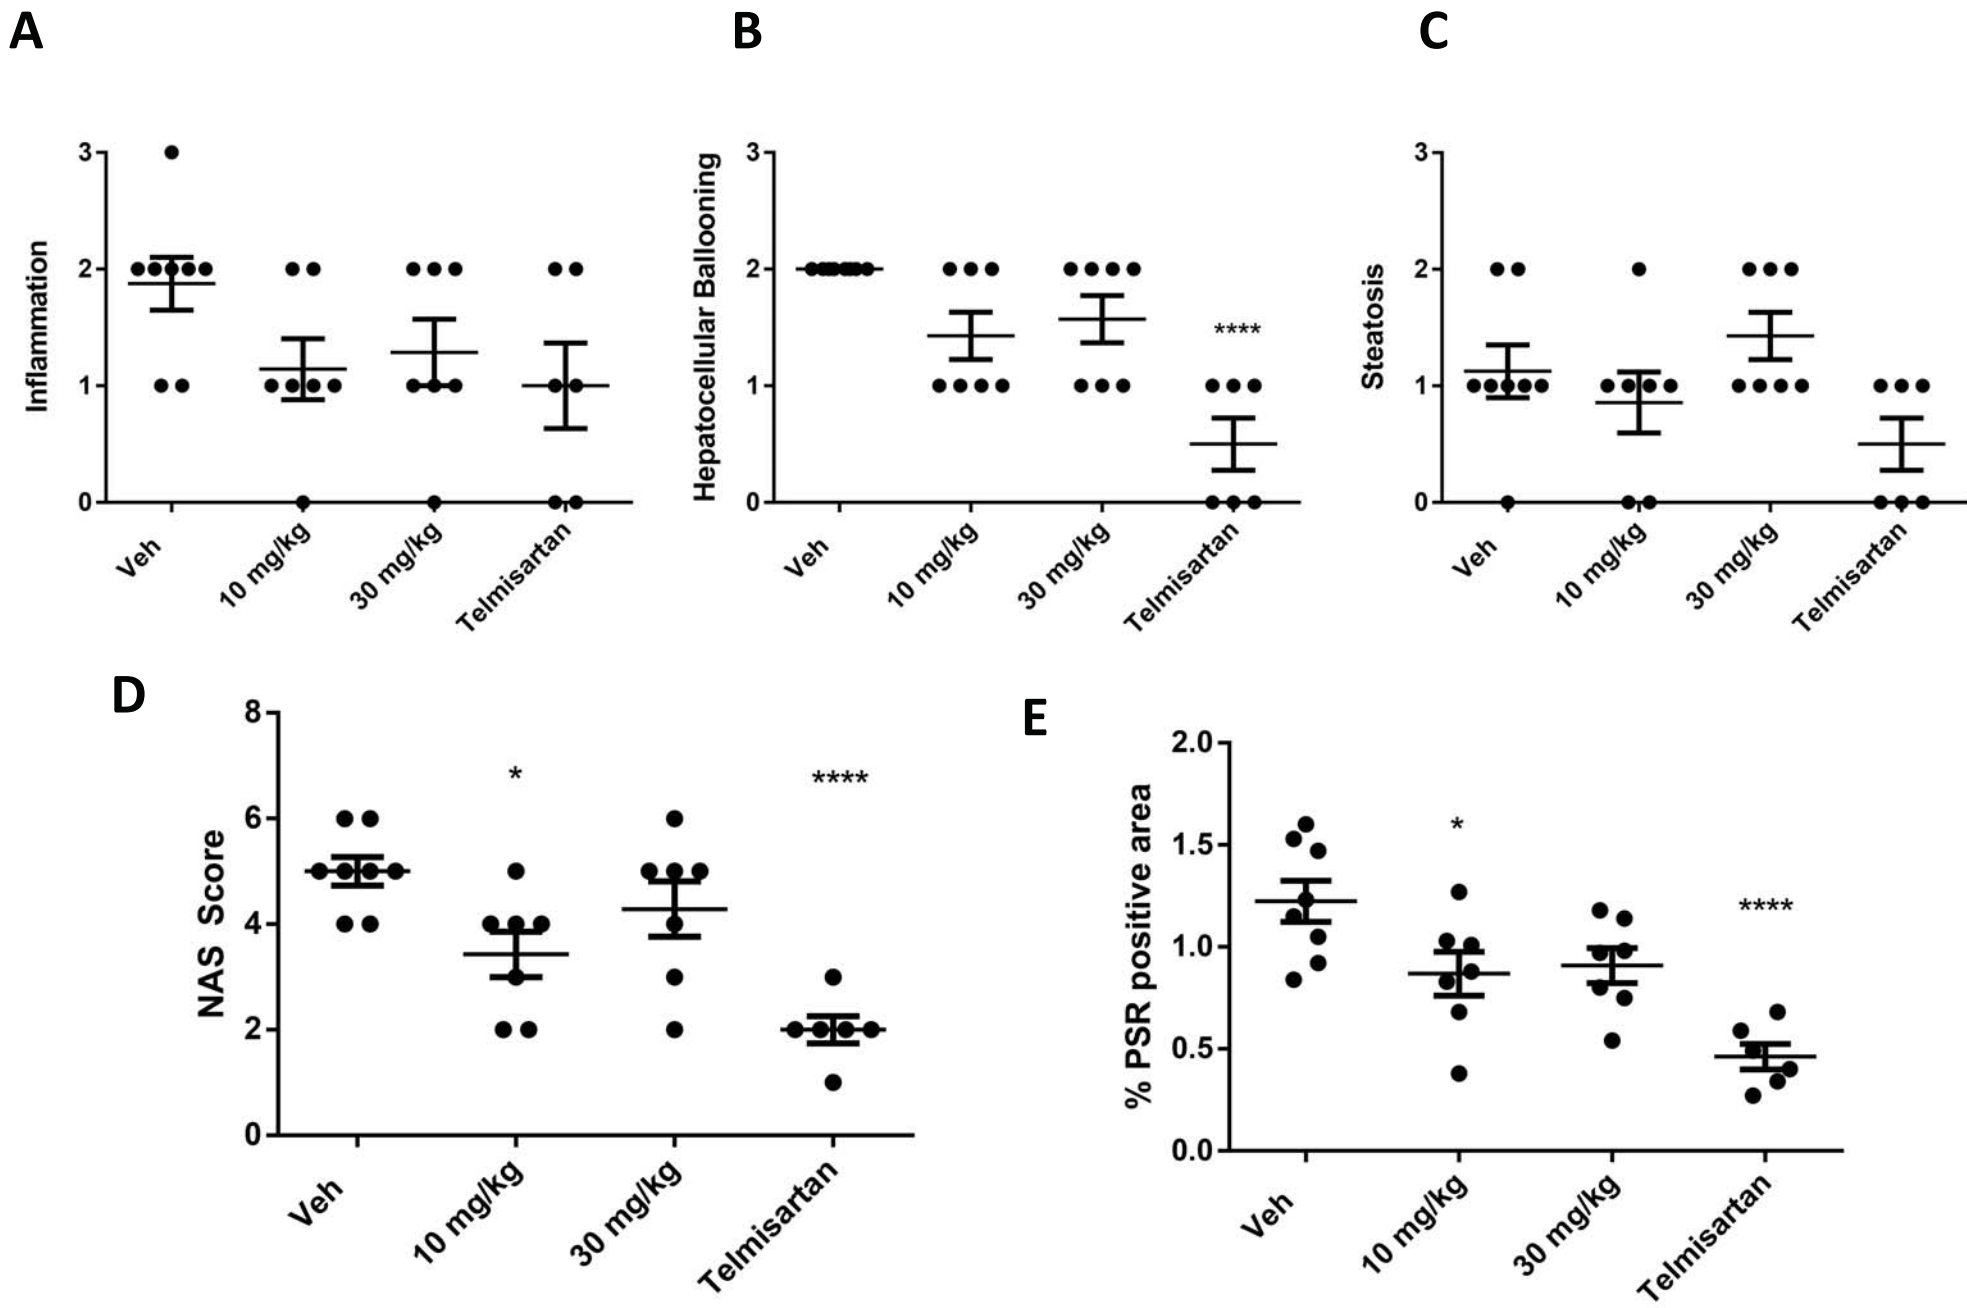 A
B
C
Inflammation
3
2
1
0
Veh
10 mg/kg
30 mg/kg
Telmisartan
Hepatocellular Ballooning
3
2
1
0
****
Veh
10 mg/kg
30 mg/kg
Telmisartan
Steatosis
3
2
1
0
Veh
10 mg/kg
30 mg/kg
Telmisartan
D
NAS Score
8
6
4
2
0
*
****
Veh
10 mg/kg
30 mg/kg
Telmisartan
E
% PSR positive area
2.0
1.5
1.0
0.5
0.0
*
****
Veh
10 mg/kg
30 mg/kg
Telmisartan